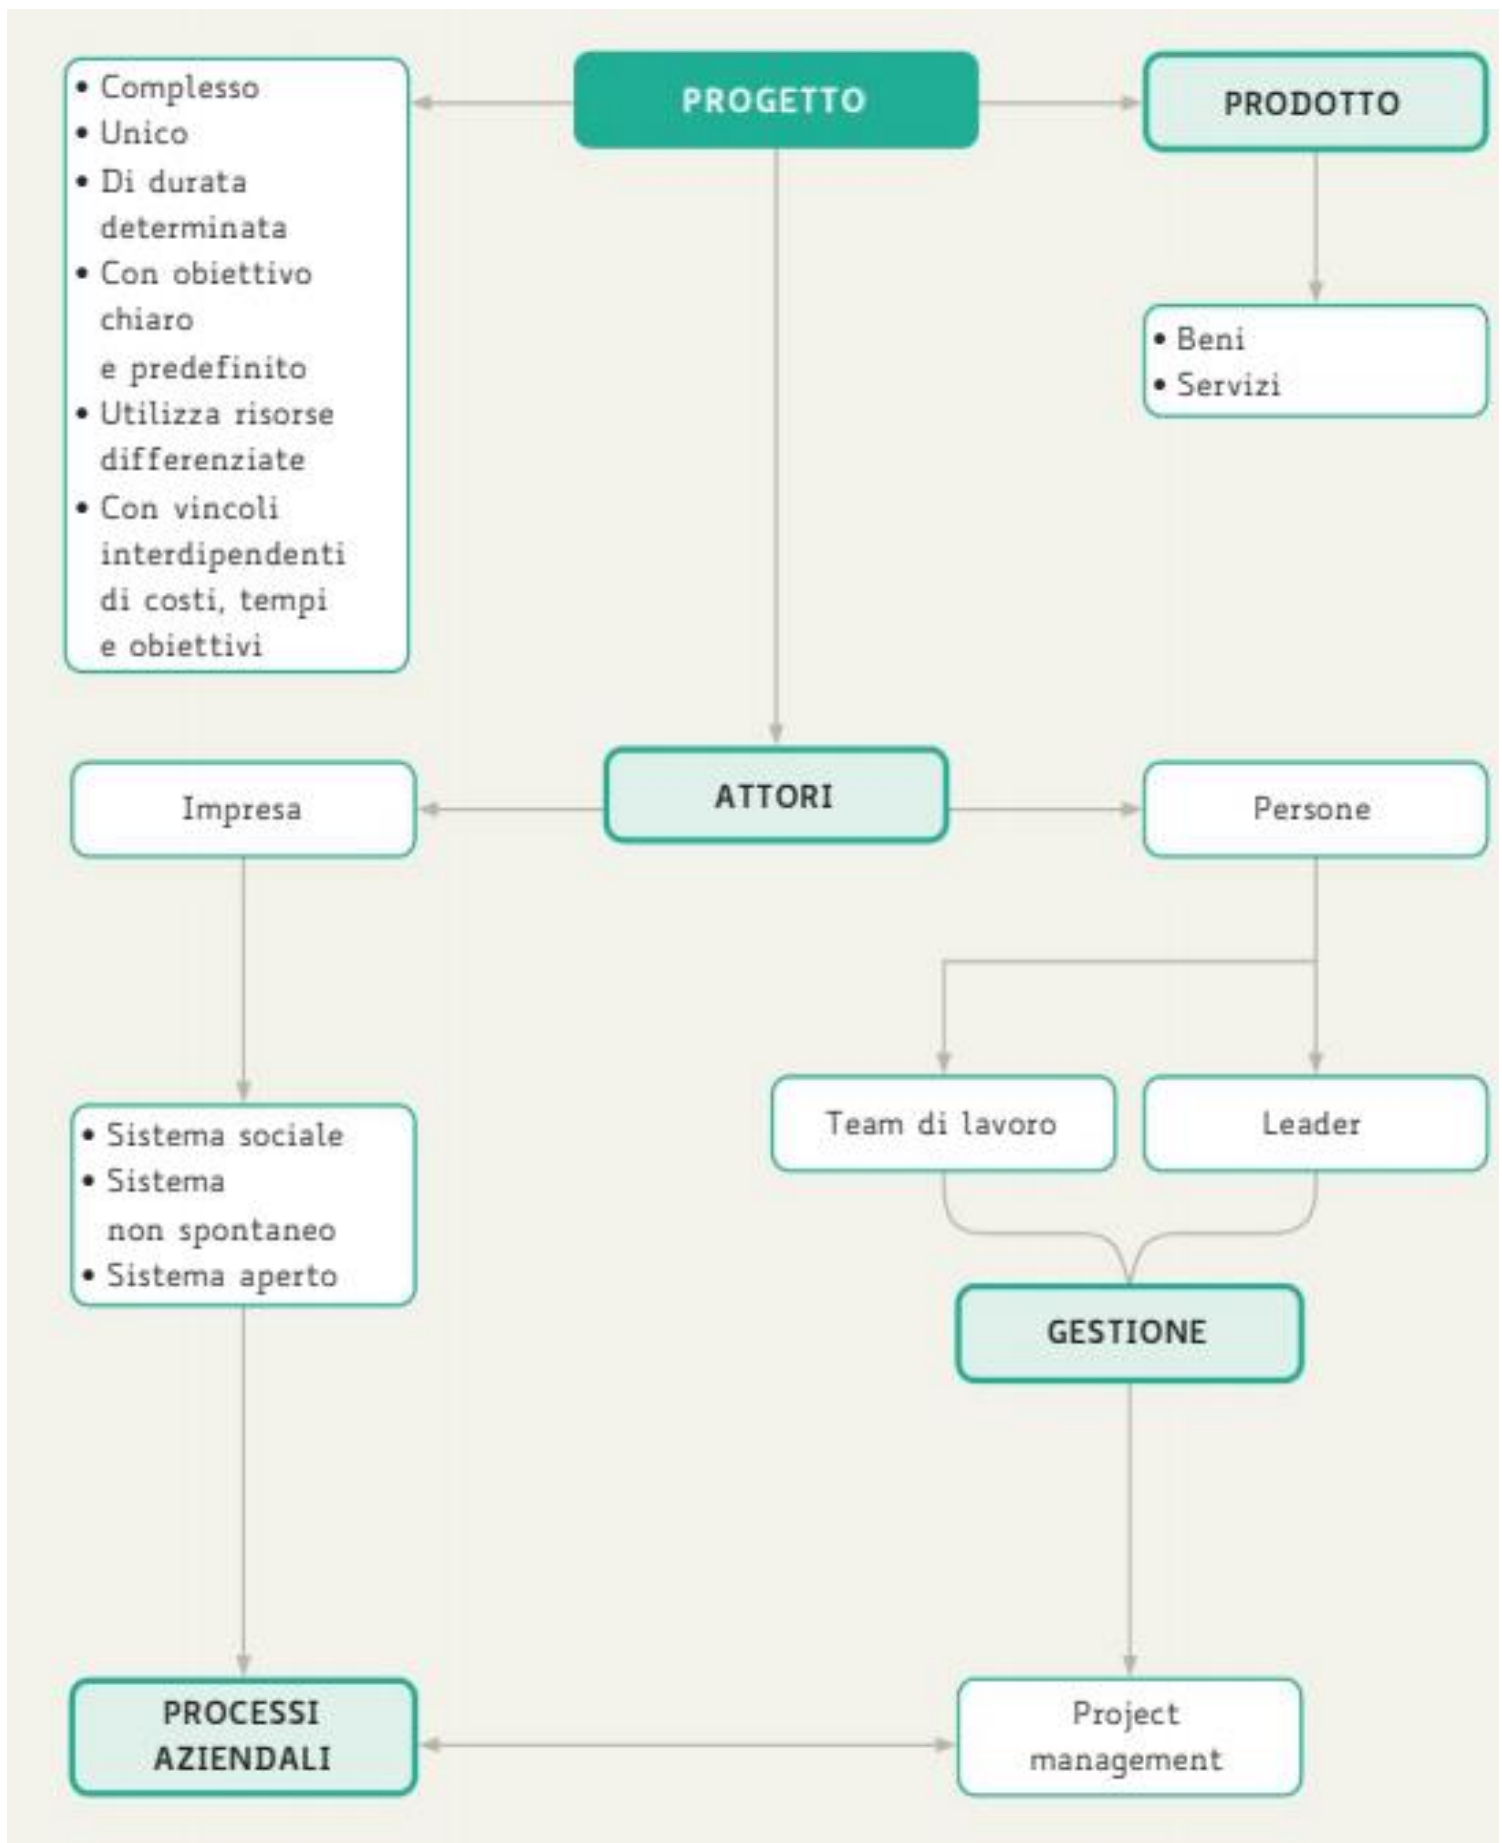 • Complesso
• Unico
• Di durata
determinata
• Con obiettivo
chiaro
e predefinito
• Utilizza risorse
differenziate
• Con vincoli
interdipendenti
di costi, tempi
e obiettivi
PROGETTO
PRODOTTO
• Beni
• Servizi
Impresa
ATTORI
Persone
• Sistema sociale
• Sistema
non spontaneo
• Sistema aperto
Team di lavoro
Leader
GESTIONE
PROCESSI
AZIENDALI
Project
management